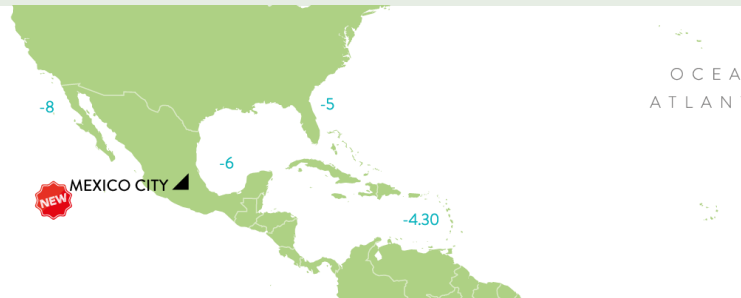 OCEA
ATLAN
-8
-5
-6
MEXICO CITY
NEW
-4.30